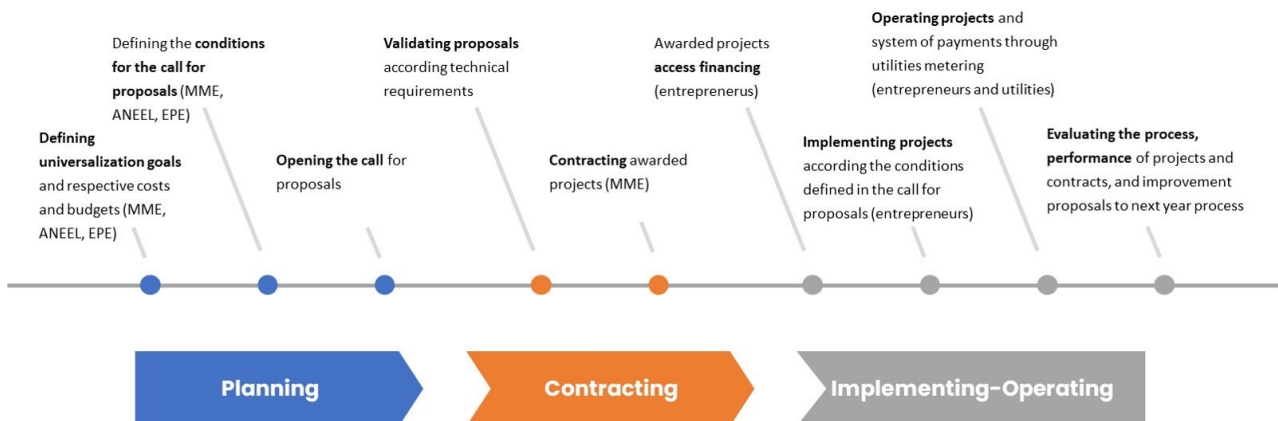 Defining
universalization goals
and respective costs
and budgets (MME,
ANEEL, EPE)
Defining the conditions
for the call for
proposals (MME,
ANEEL, EPE)
Opening the call for
proposals
Validating proposals
according technical
requirements
Contracting awarded
projects (MME)
Awarded projects
access financing
(entreprenerus)
Implementing projects
according the conditions
defined in the call for
proposals (entrepreneurs)
Operating projects and
system of payments through
utilities metering
(entrepreneurs and utilities)
Evaluating the process,
performance of projects and
contracts, and improvement
proposals to next year process
Planning
Contracting
Implementing-Operating